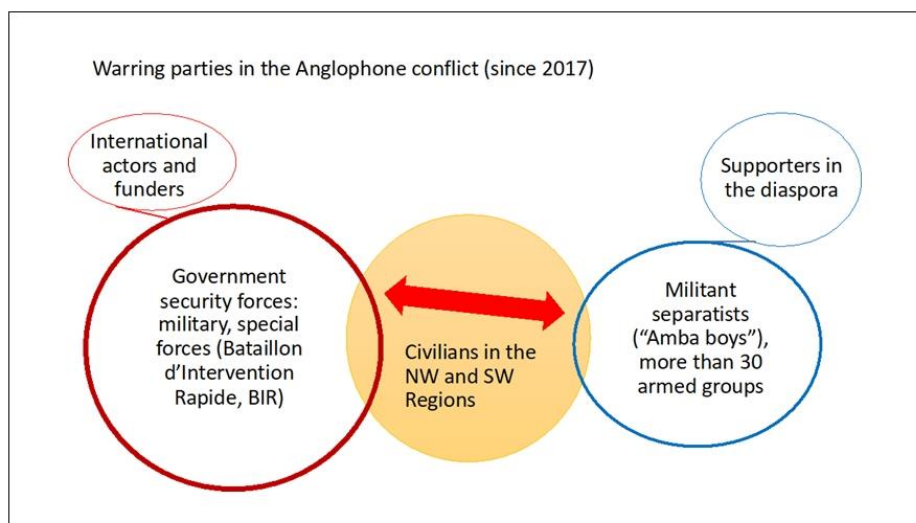 Warring parties in the Anglophone conflict (since 2017)
International
actors and
funders
Supporters in
the diaspora
Government
security forces:
military, special
forces (Bataillon
d’Intervention
Rapide, BIR)
Civilians in the
NW and SW
Regions
Militant
separatists
(“Amba boys”),
more than 30
armed groups